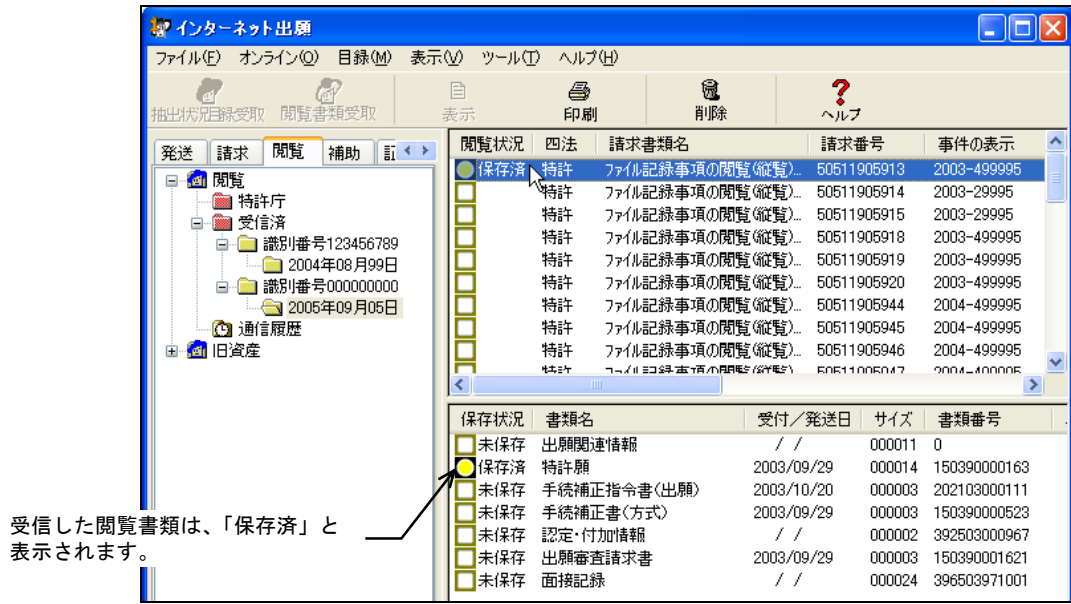 インターネット出願
ファイル(F) オンライン(O) 目録(M) 表示(V) ツール(T) ヘルプ(H)
抽出状況目録受取 閲覧書類受取 表示 印刷 削除 ヘルプ
発送 請求 閲覧 補助
閲覧
特許庁
受信済
識別番号123456789
2004年08月99日
識別番号000000000
2005年09月05日
通信履歴
旧資産
閲覧状況 四法 請求書類名 請求番号 事件の表示
保存済 特許 ファイル記録事項の閲覧(縦覧)... 50511905913 2003-499995
特許 ファイル記録事項の閲覧(縦覧)... 50511905914 2003-29995
特許 ファイル記録事項の閲覧(縦覧)... 50511905915 2003-29995
特許 ファイル記録事項の閲覧(縦覧)... 50511905918 2003-499995
特許 ファイル記録事項の閲覧(縦覧)... 50511905919 2003-499995
特許 ファイル記録事項の閲覧(縦覧)... 50511905920 2003-499995
特許 ファイル記録事項の閲覧(縦覧)... 50511905944 2004-499995
特許 ファイル記録事項の閲覧(縦覧)... 50511905945 2004-499995
特許 ファイル記録事項の閲覧(縦覧)... 50511905946 2004-499995
特許 ファイル記録事項の閲覧(縦覧)... 50511905947
保存状況 書類名 受付/発送日 サイズ 書類番号
未保存 出願関連情報 / / 000011 0
保存済 特許願 2003/09/29 000014 150390000163
未保存 手続補正指令書(出願) 2003/10/20 000003 202103000111
未保存 手続補正書(方式) 2003/09/29 000003 150390000523
未保存 認定・付加情報 / / 000002 392503000967
未保存 出願審査請求書 2003/09/29 000003 150390001621
未保存 面接記録 / / 000024 396503971001
受信した閲覧書類は、「保存済」と
表示されます。